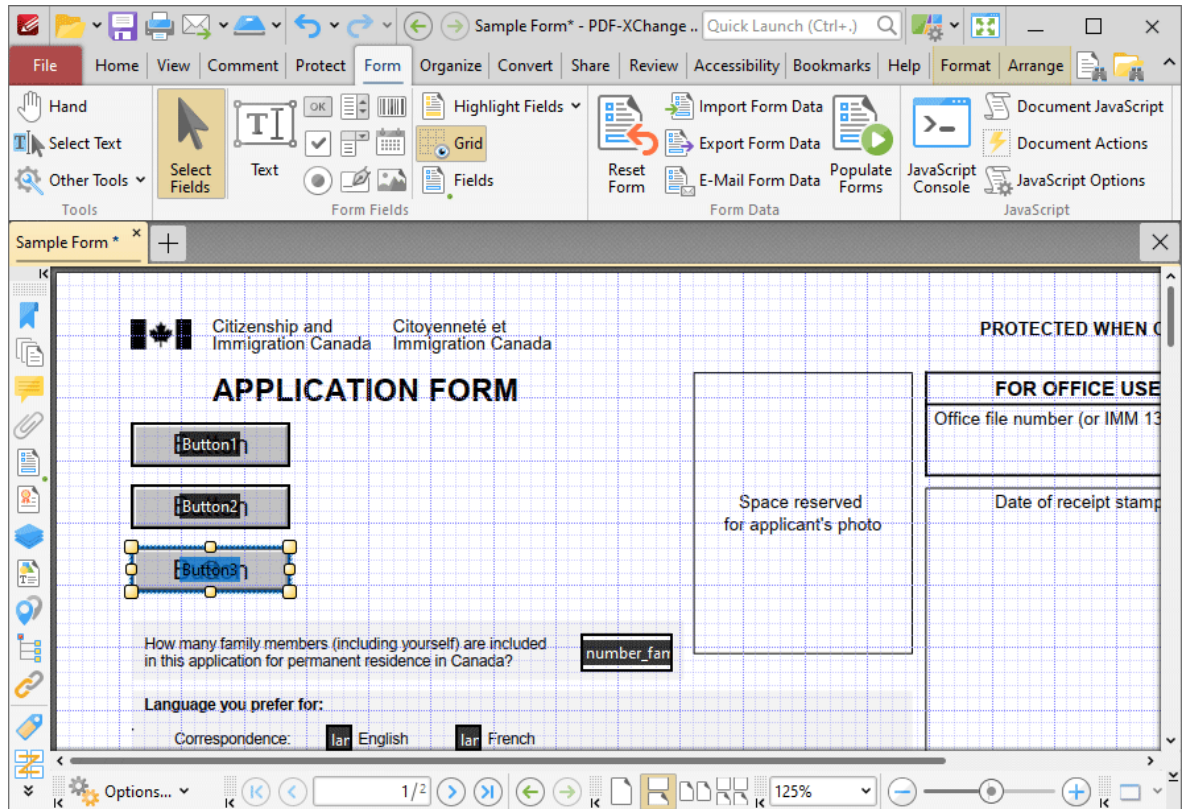 Sample Form* - PDF-XChange ..
Quick Launch (Ctrl+.)
File Home View Comment Protect Form Organize Convert Share Review Accessibility Bookmarks Help Format Arrange
Hand
Select Text
Other Tools
Tools
Select Fields
Text
OK
Highlight Fields
Grid
Fields
Form Fields
Reset Form
Import Form Data
Export Form Data
E-Mail Form Data
Populate Forms
Form Data
JavaScript Console
Document JavaScript
Document Actions
JavaScript Options
JavaScript
Sample Form *
Citizenship and
Immigration Canada
Citoyenneté et
Immigration Canada
PROTECTED WHEN
APPLICATION FORM
FOR OFFICE USE
Office file number (or IMM 13
Button1
Button2
Button3
Space reserved
for applicant's photo
Date of receipt stamp
How many family members (including yourself) are included
in this application for permanent residence in Canada?
number_fam
Language you prefer for:
Correspondence: lar English lar French
Options...
1/2
125%